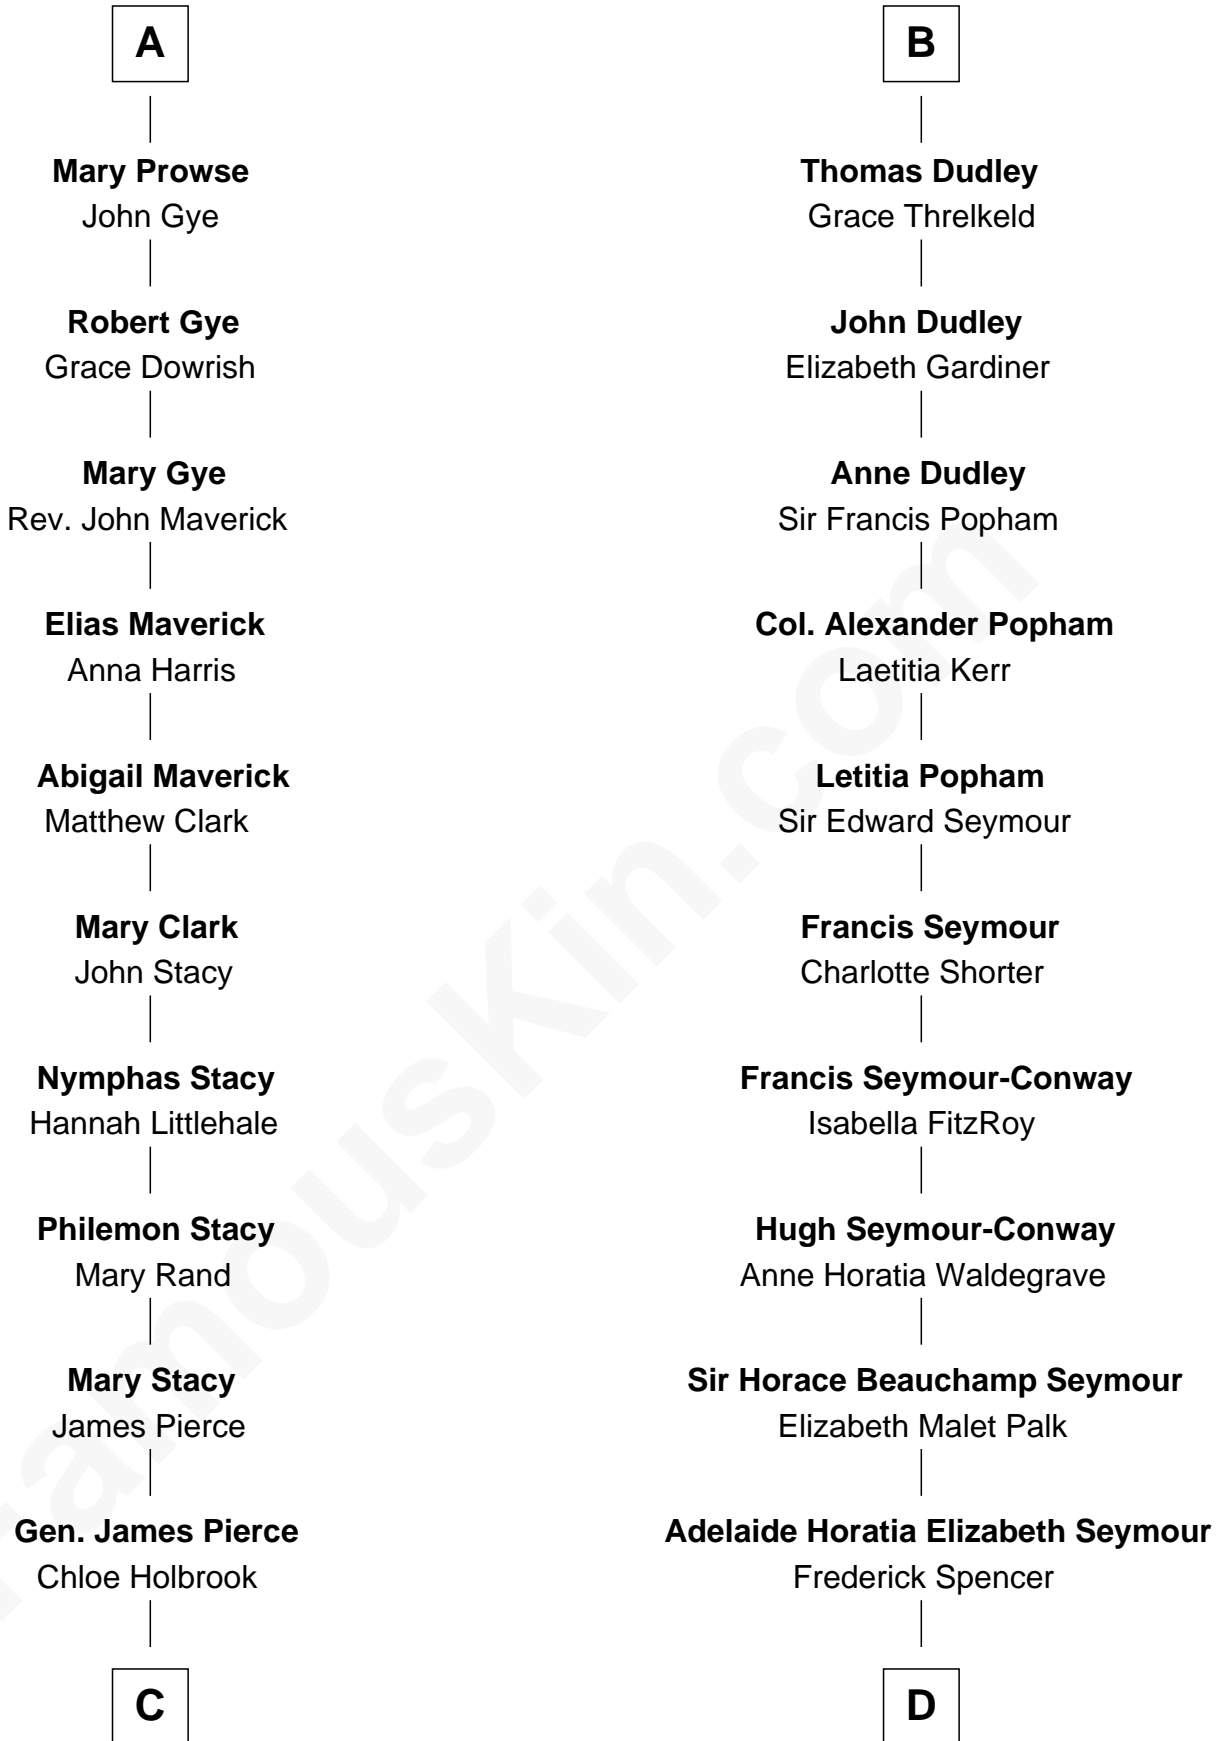 A
Mary Prowse
John Gye
Robert Gye
Grace Dowrish
Mary Gye
Rev. John Maverick
Elias Maverick
Anna Harris
Abigail Maverick
Matthew Clark
Mary Clark
John Stacy
Nymphas Stacy
Hannah Littlehale
Philemon Stacy
Mary Rand
Mary Stacy
James Pierce
Gen. James Pierce
Chloe Holbrook
C
B
Thomas Dudley
Grace Threlkeld
John Dudley
Elizabeth Gardiner
Anne Dudley
Sir Francis Popham
Col. Alexander Popham
Laetitia Kerr
Letitia Popham
Sir Edward Seymour
Francis Seymour
Charlotte Shorter
Francis Seymour-Conway
Isabella FitzRoy
Hugh Seymour-Conway
Anne Horatia Waldegrave
Sir Horace Beauchamp Seymour
Elizabeth Malet Palk
Adelaide Horatia Elizabeth Seymour
Frederick Spencer
D
FamousKin.com